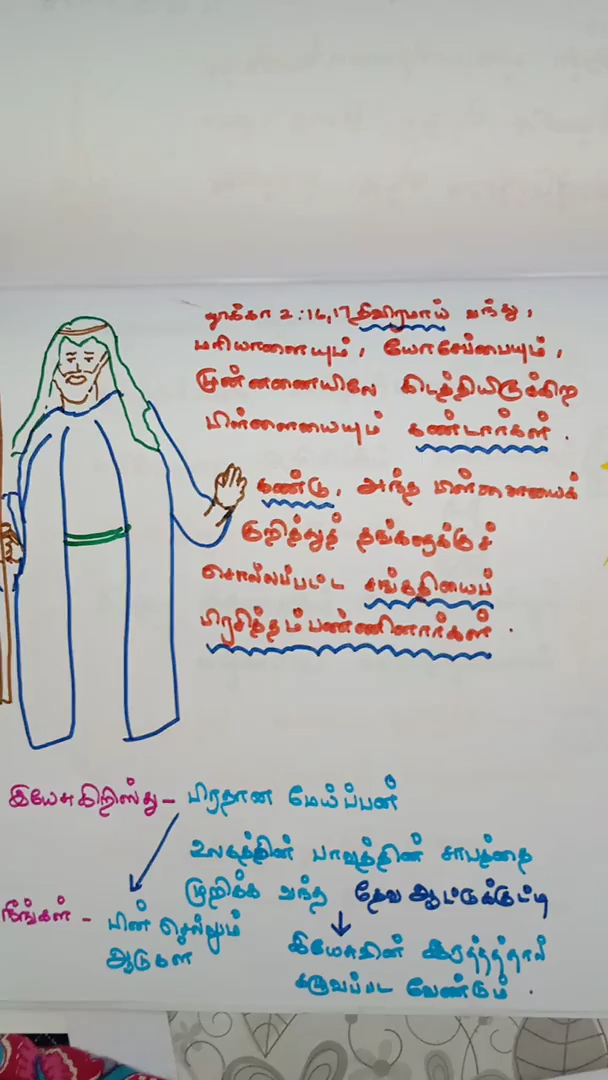 லூக்கா 2:16,17 தீவிரமாய் வந்து,
மரியாளையும், யோசேப்பையும்,
முன்னணையிலே கிடத்தியிருக்கிற
பிள்ளையையும் கண்டார்கள்.
கண்டு, அந்த பிள்ளையைக்
குறித்துத் தங்களுக்குச்
சொல்லப்பட்ட சங்கதியைப்
பிரசித்தம்பண்ணினார்கள்.
இயேசுகிறிஸ்து - பிரதான மேய்ப்பன்
உலகத்தின் பாவத்தின் சாபத்தை
முறிக்க வந்த தேவ ஆட்டுக்குட்டி
நீங்கள் - பின் செல்லும்
ஆடுகள்
இயேசுவின் இரத்தத்தால்
கழுவப்பட வேண்டும்.